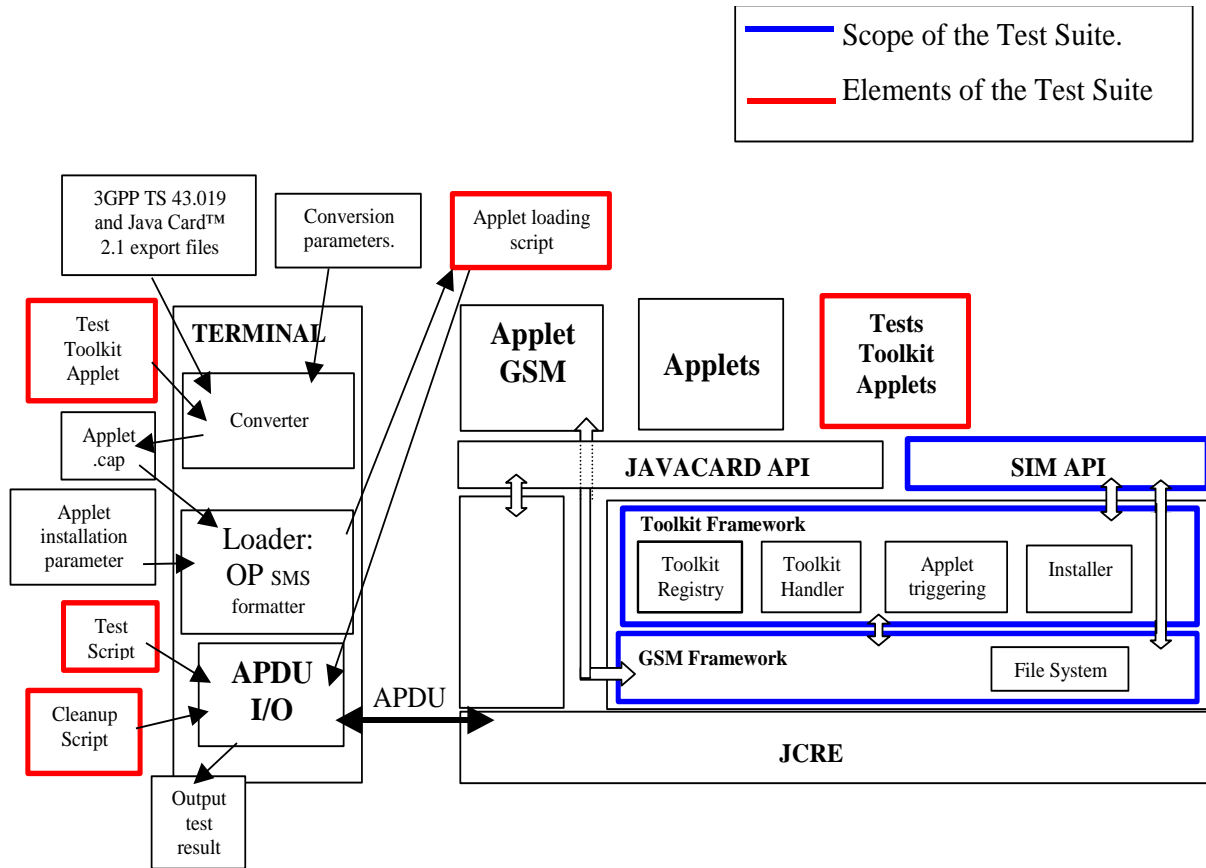 Scope of the Test Suite.
Elements of the Test Suite
3GPP TS 43.019
and Java Card™
2.1 export files
Conversion
parameters.
Applet loading
script
Test
Toolkit
Applet
TERMINAL
Converter
Applet
.cap
Applet
installation
parameter
Loader:
OP SMS
formatter
Test
Script
APDU
I/O
Cleanup
Script
Output
test
result
APDU
Applet
GSM
Applets
Tests
Toolkit
Applets
JAVACARD API
SIM API
Toolkit Framework
Toolkit
Registry
Toolkit
Handler
Applet
triggering
Installer
GSM Framework
File System
JCRE